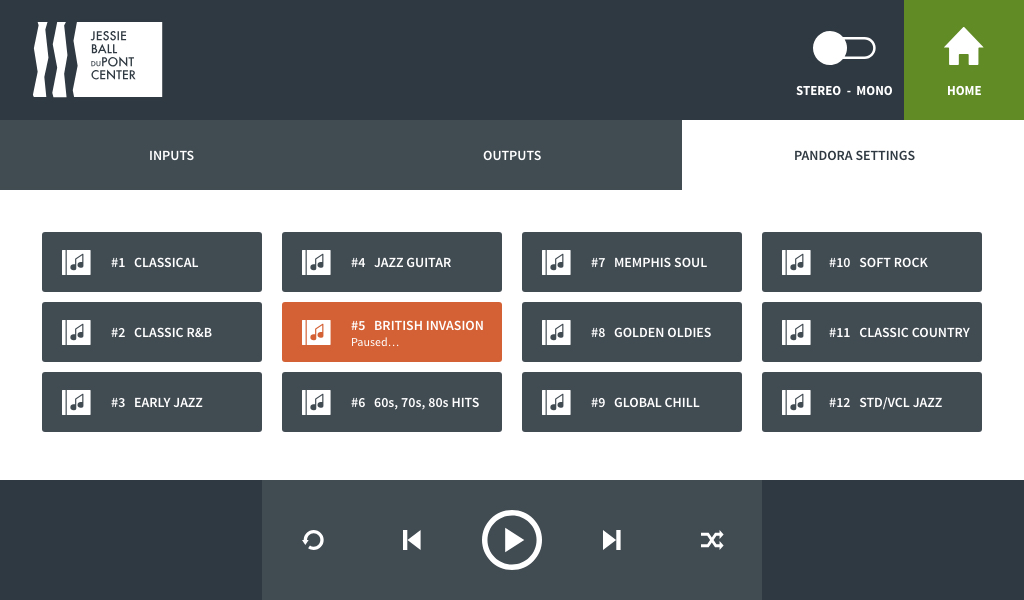 JESSIE
BALL
DUPONT
CENTER
STEREO - MONO
HOME
INPUTS
OUTPUTS
PANDORA SETTINGS
#1 CLASSICAL
#4 JAZZ GUITAR
#7 MEMPHIS SOUL
#10 SOFT ROCK
#2 CLASSIC R&B
#5 BRITISH INVASION
Paused...
#8 GOLDEN OLDIES
#11 CLASSIC COUNTRY
#3 EARLY JAZZ
#6 60s, 70s, 80s HITS
#9 GLOBAL CHILL
#12 STD/VCL JAZZ